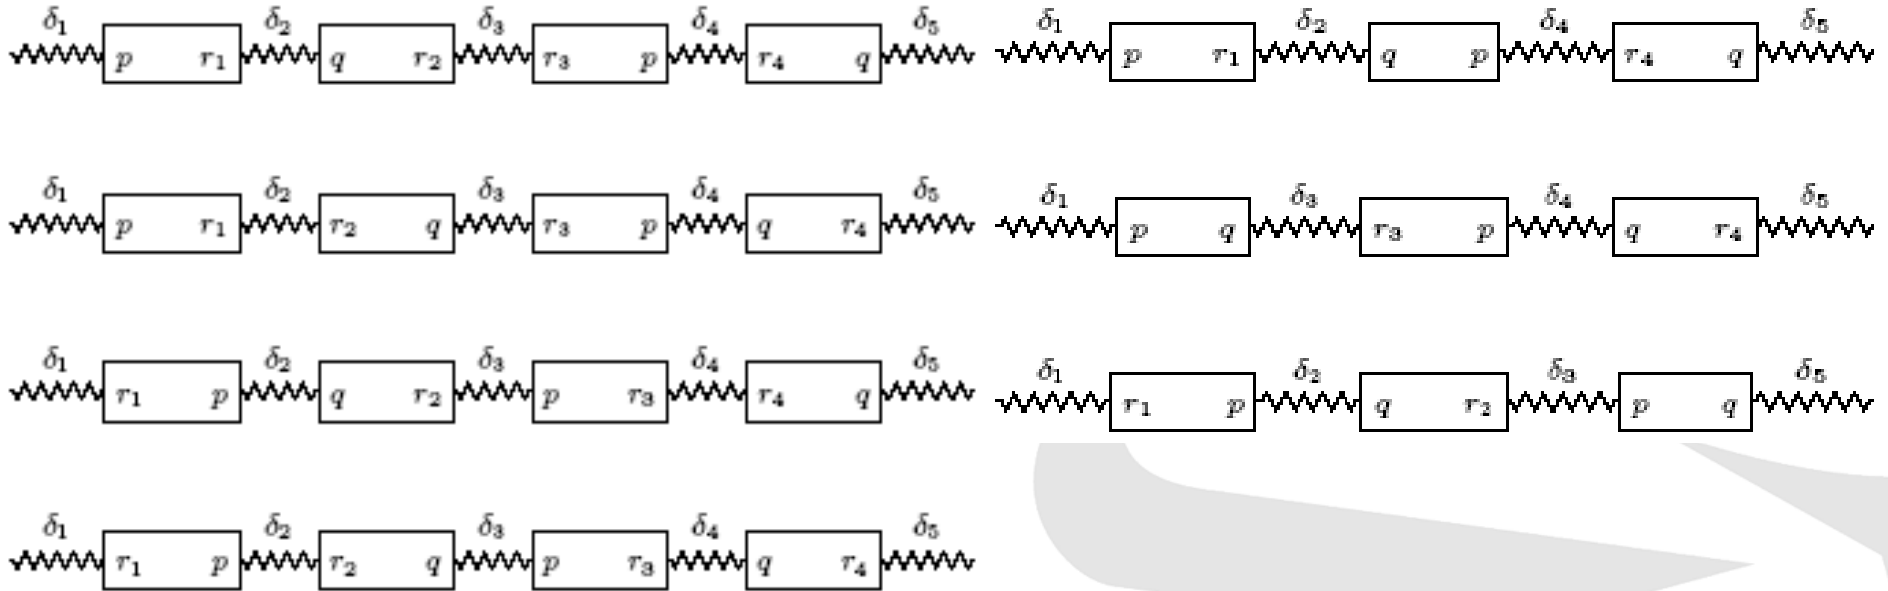 δ₁ δ₂ δ₃ δ₄ δ₅
p r₁ q r₂ r₃ p r₄ q
δ₁ δ₂ δ₃ δ₄ δ₅
p r₁ r₂ q r₃ p q r₄
δ₁ δ₂ δ₃ δ₄ δ₅
r₁ p q r₂ p r₃ r₄ q
δ₁ δ₂ δ₃ δ₄ δ₅
r₁ p r₂ q p r₃ q r₄
δ₁ δ₂ δ₄ δ₅
p r₁ q p r₄ q
δ₁ δ₃ δ₄ δ₅
p q r₃ p q r₄
δ₁ δ₂ δ₃ δ₅
r₁ p q r₂ p q